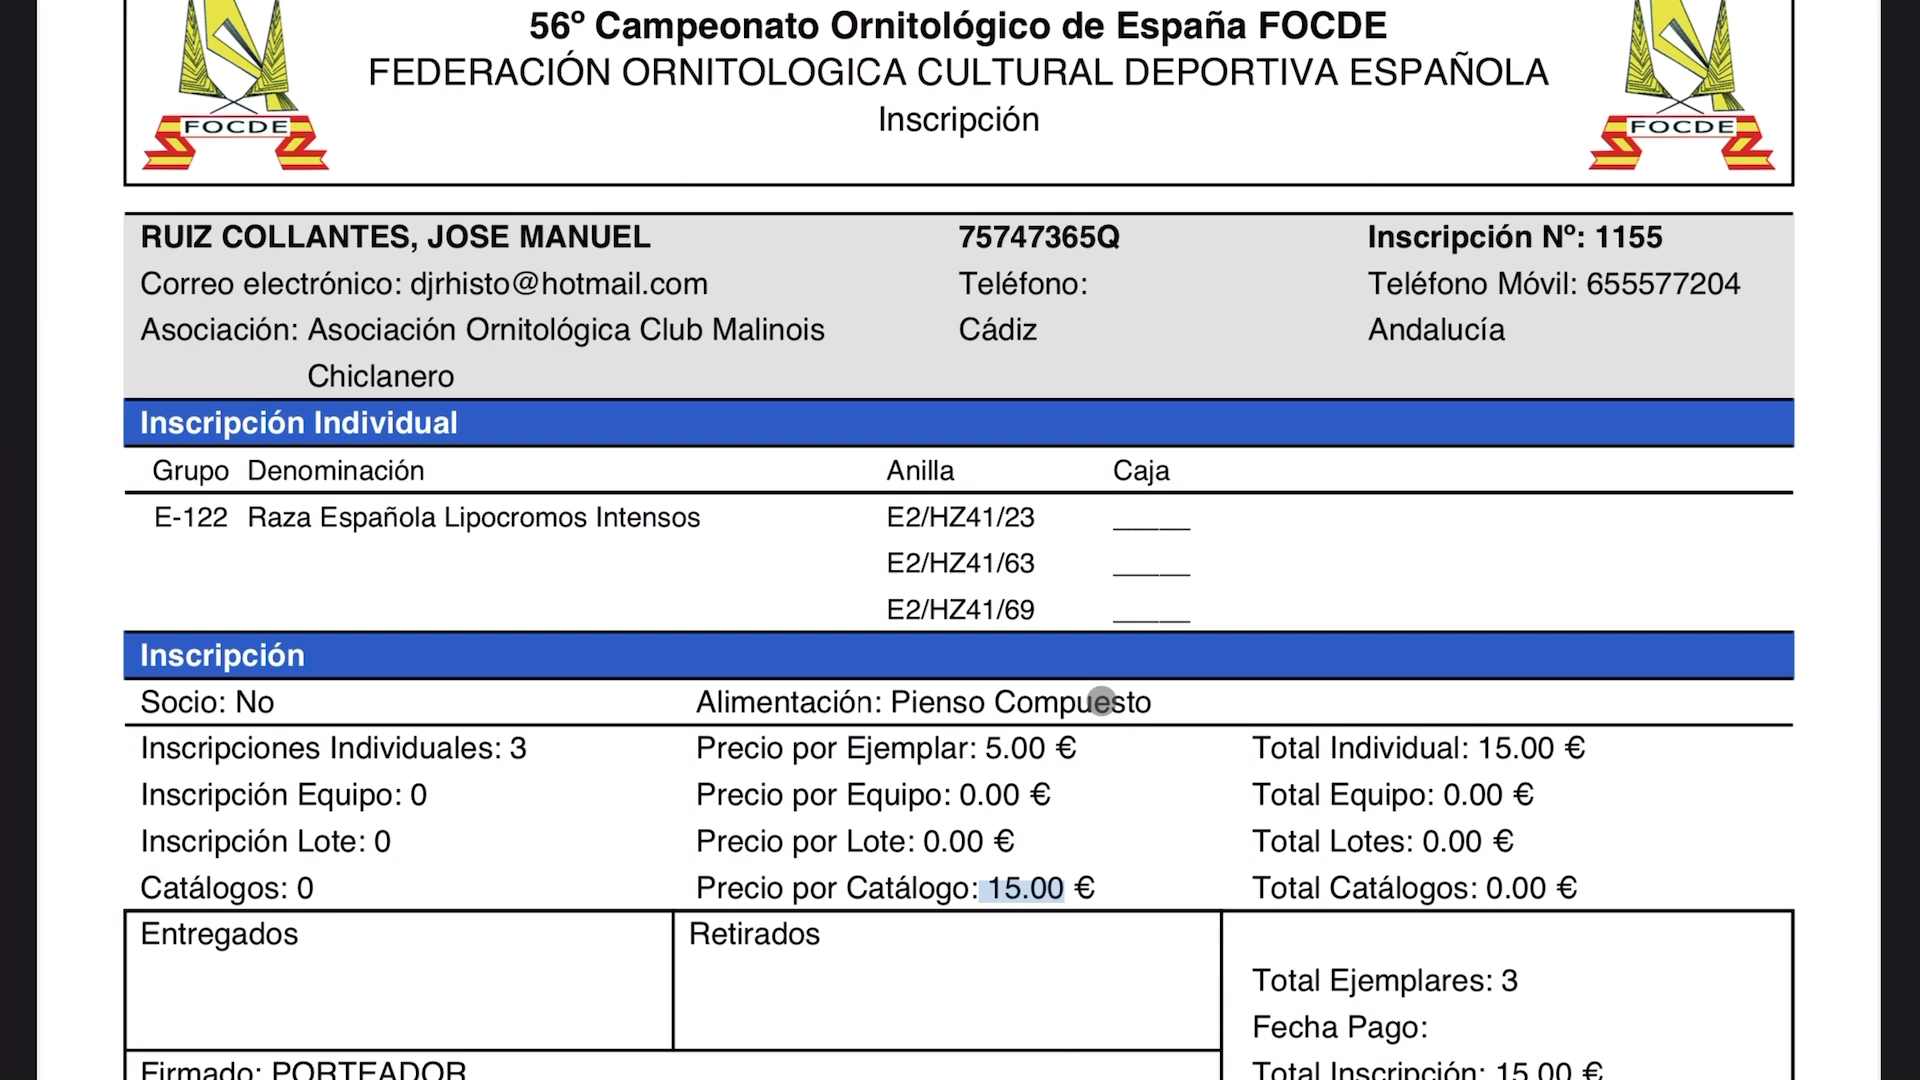 56º Campeonato Ornitológico de España FOCDE
FEDERACIÓN ORNITOLOGICA CULTURAL DEPORTIVA ESPAÑOLA
Inscripción
FOCDE
FOCDE
RUIZ COLLANTES, JOSE MANUEL 75747365Q Inscripción Nº: 1155
Correo electrónico: djrhisto@hotmail.com Teléfono: Teléfono Móvil: 655577204
Asociación: Asociación Ornitológica Club Malinois Cádiz Andalucía
Chiclanero
Inscripción Individual
Grupo Denominación Anilla Caja
E-122 Raza Española Lipocromos Intensos E2/HZ41/23 _____
E2/HZ41/63 _____
E2/HZ41/69 _____
Inscripción
Socio: No Alimentación: Pienso Compuesto
Inscripciones Individuales: 3 Precio por Ejemplar: 5.00 € Total Individual: 15.00 €
Inscripción Equipo: 0 Precio por Equipo: 0.00 € Total Equipo: 0.00 €
Inscripción Lote: 0 Precio por Lote: 0.00 € Total Lotes: 0.00 €
Catálogos: 0 Precio por Catálogo: 15.00 € Total Catálogos: 0.00 €
Entregados Retirados
Total Ejemplares: 3
Fecha Pago:
Firmado: PORTEADOR Total Inscripción: 15.00 €